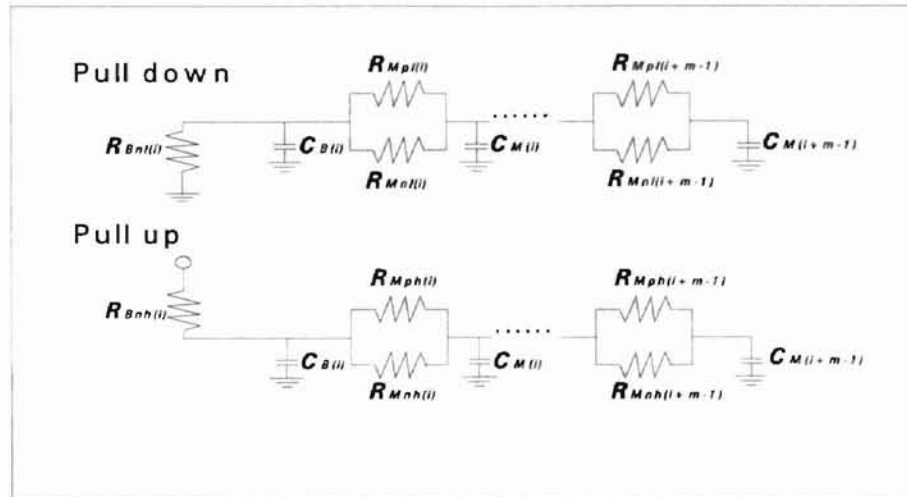 Pull down
R Mpl(i)
R Mpl(i+m-1)
......
R Bnl(i)
C B(i)
C M(i)
C M(i+m-1)
R Mnl(i)
R Mnl(i+m-1)
Pull up
R Mph(i)
R Mph(i+m-1)
R Bnh(i)
......
C B(i)
C M(i)
C M(i+m-1)
R Mnh(i)
R Mnh(i+m-1)